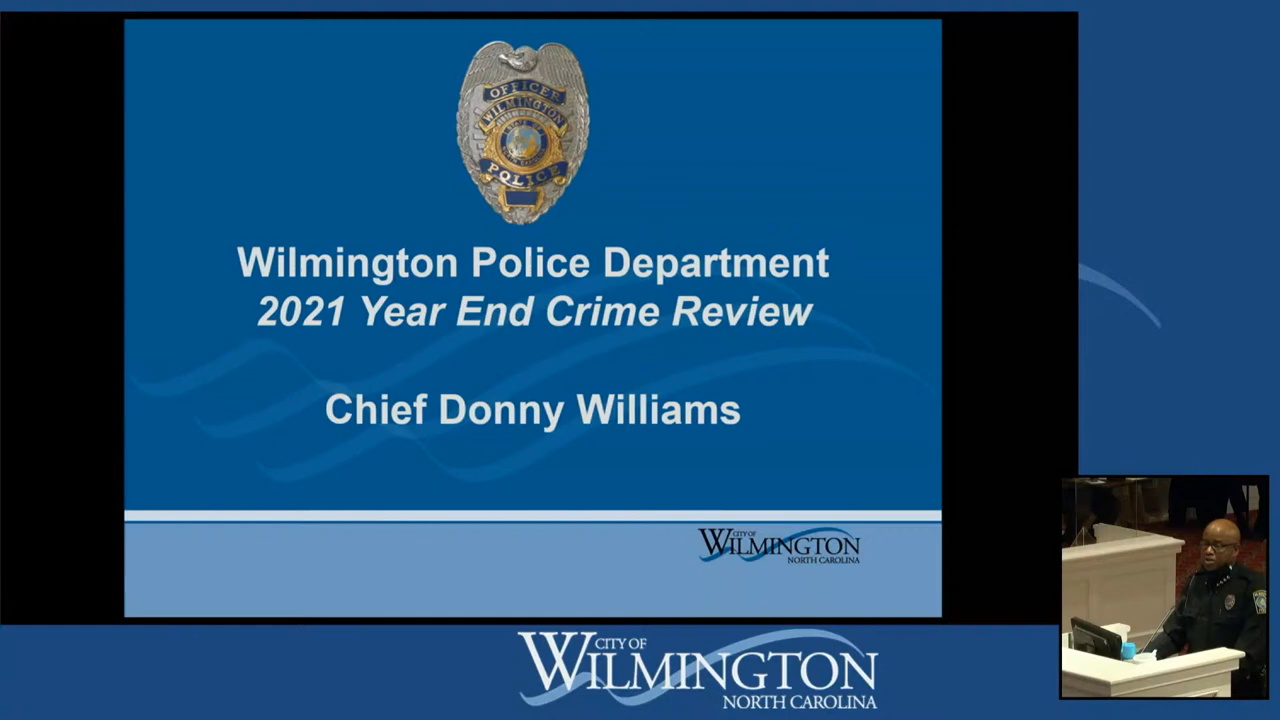 OFFICER
WILMINGTON
POLICE
Wilmington Police Department
2021 Year End Crime Review
Chief Donny Williams
CITY OF
WILMINGTON
NORTH CAROLINA
CITY OF
WILMINGTON
NORTH CAROLINA